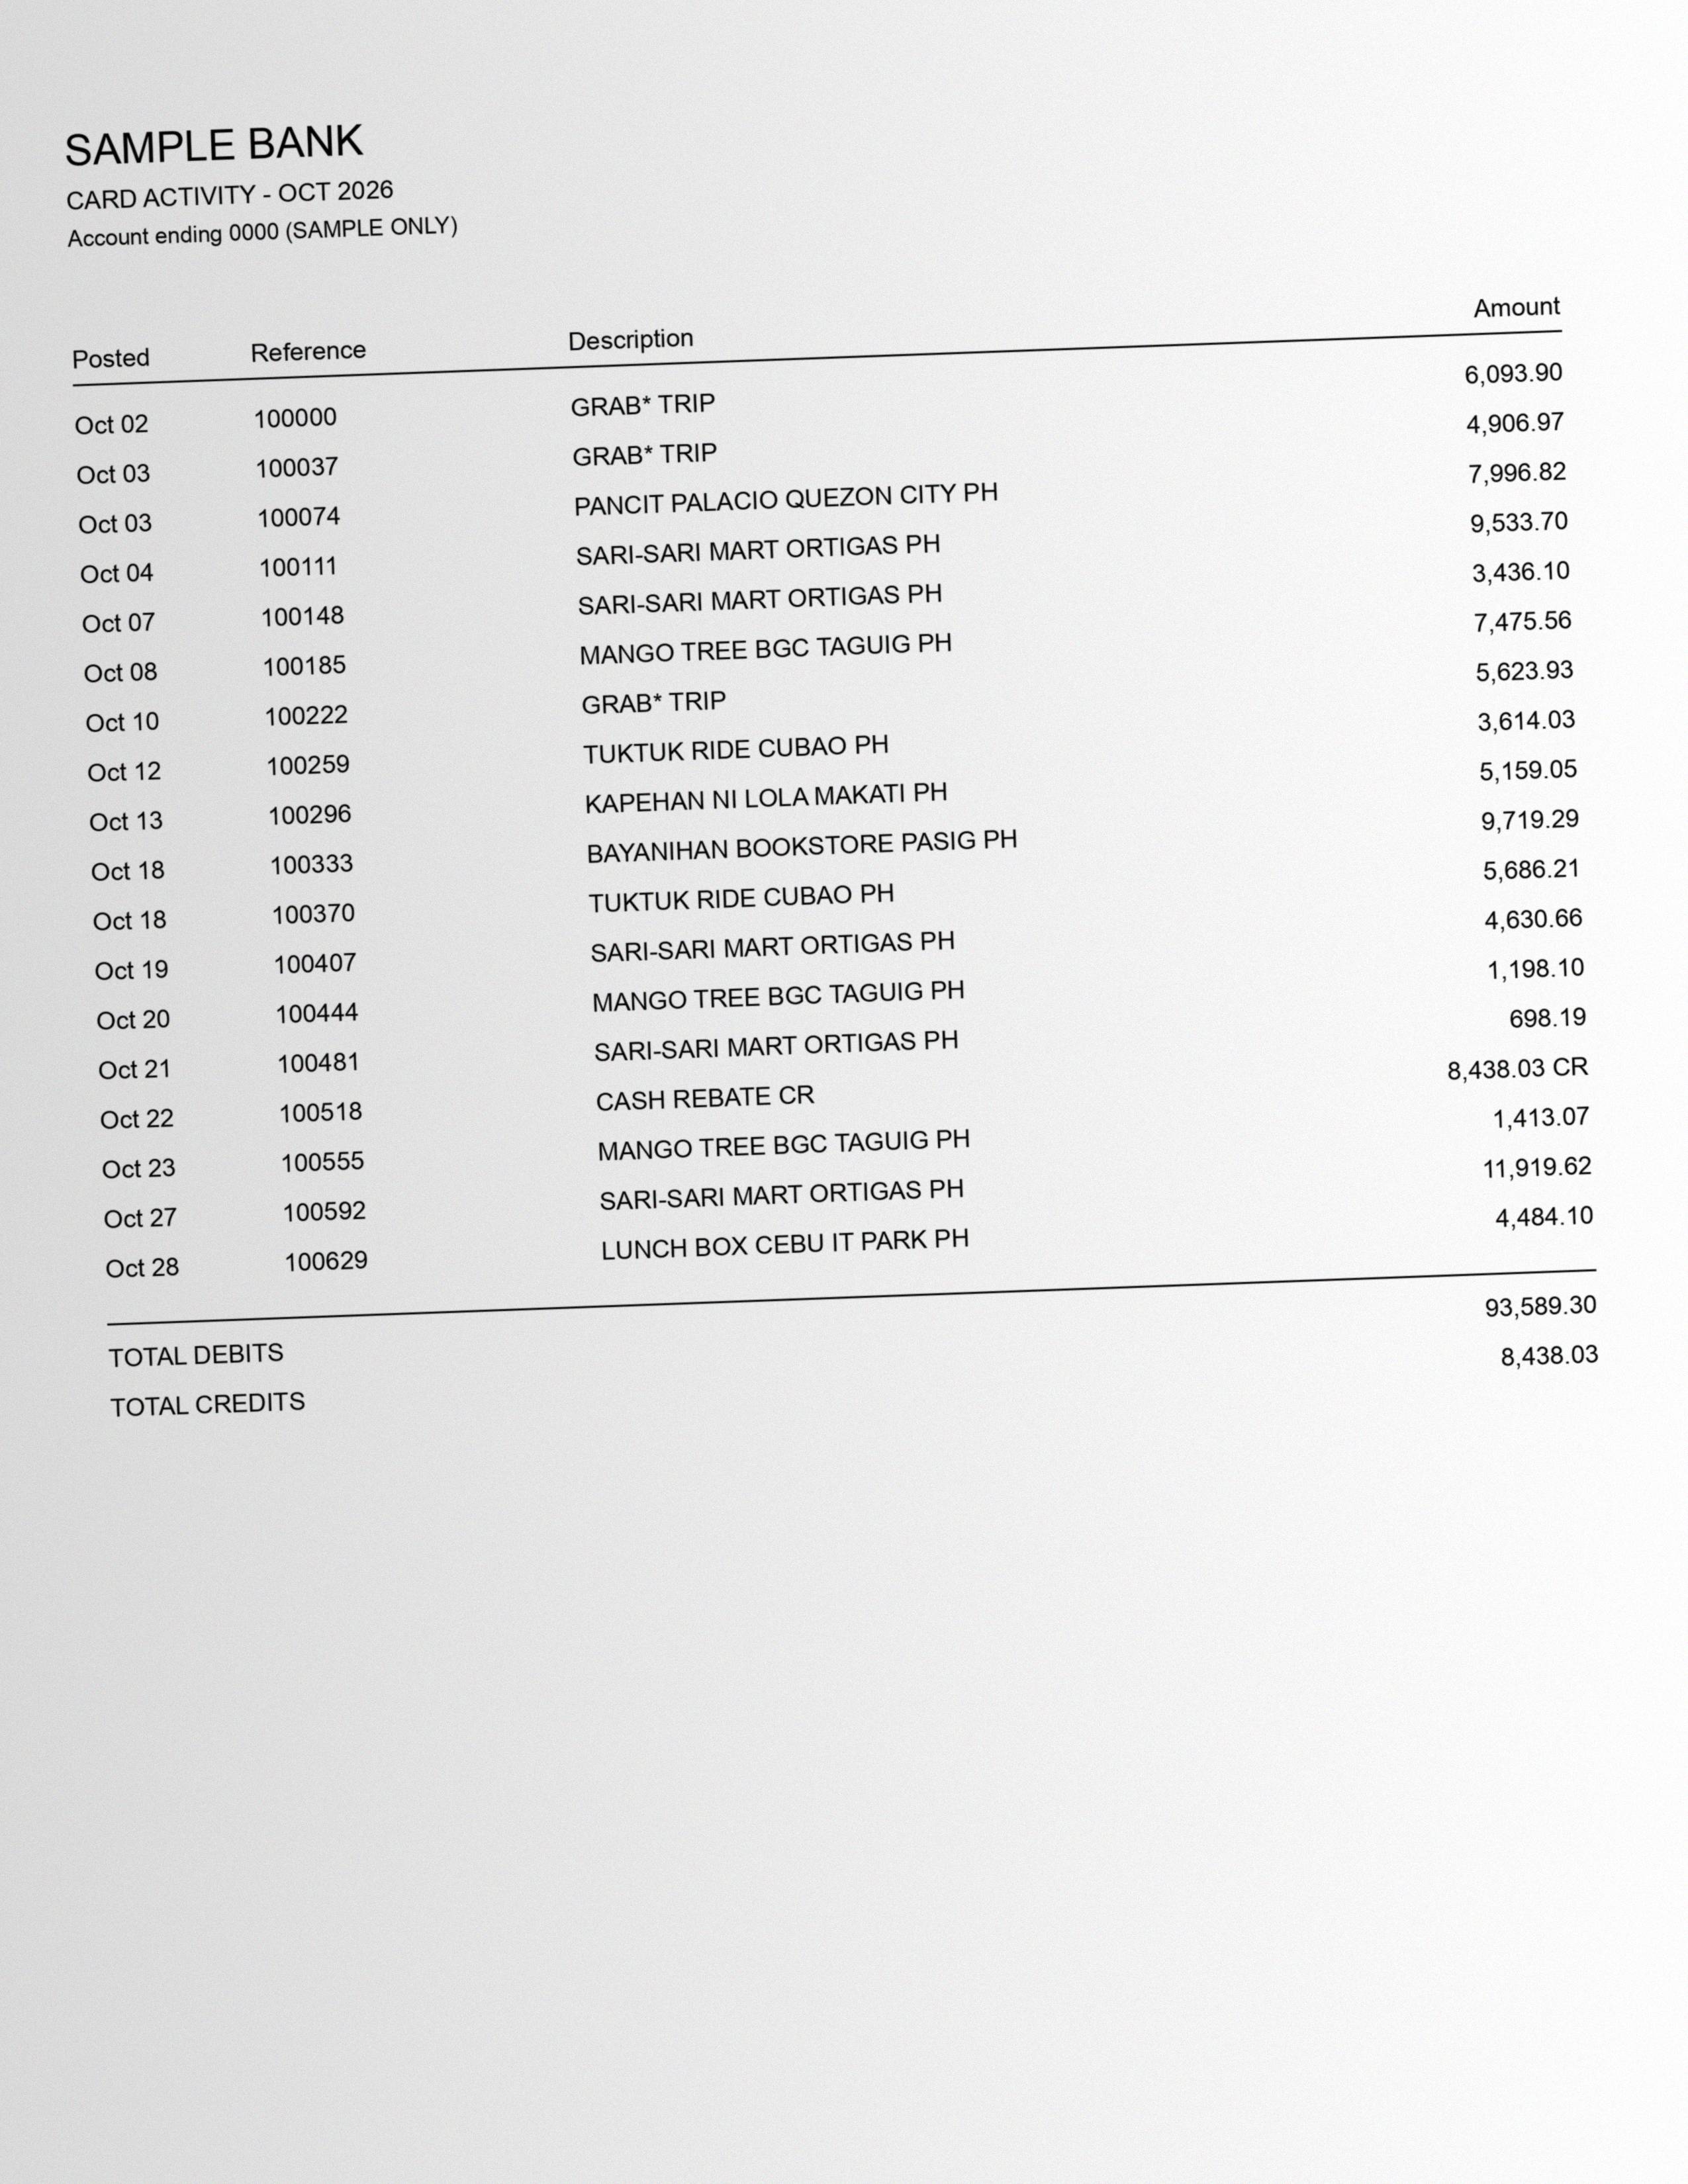 SAMPLE BANK
CARD ACTIVITY - OCT 2026
Account ending 0000 (SAMPLE ONLY)
Posted Reference Description Amount
Oct 02 100000 GRAB* TRIP 6,093.90
Oct 03 100037 GRAB* TRIP 4,906.97
Oct 03 100074 PANCIT PALACIO QUEZON CITY PH 7,996.82
Oct 04 100111 SARI-SARI MART ORTIGAS PH 9,533.70
Oct 07 100148 SARI-SARI MART ORTIGAS PH 3,436.10
Oct 08 100185 MANGO TREE BGC TAGUIG PH 7,475.56
Oct 10 100222 GRAB* TRIP 5,623.93
Oct 12 100259 TUKTUK RIDE CUBAO PH 3,614.03
Oct 13 100296 KAPEHAN NI LOLA MAKATI PH 5,159.05
Oct 18 100333 BAYANIHAN BOOKSTORE PASIG PH 9,719.29
Oct 18 100370 TUKTUK RIDE CUBAO PH 5,686.21
Oct 19 100407 SARI-SARI MART ORTIGAS PH 4,630.66
Oct 20 100444 MANGO TREE BGC TAGUIG PH 1,198.10
Oct 21 100481 SARI-SARI MART ORTIGAS PH 698.19
Oct 22 100518 CASH REBATE CR 8,438.03 CR
Oct 23 100555 MANGO TREE BGC TAGUIG PH 1,413.07
Oct 27 100592 SARI-SARI MART ORTIGAS PH 11,919.62
Oct 28 100629 LUNCH BOX CEBU IT PARK PH 4,484.10
TOTAL DEBITS 93,589.30
TOTAL CREDITS 8,438.03